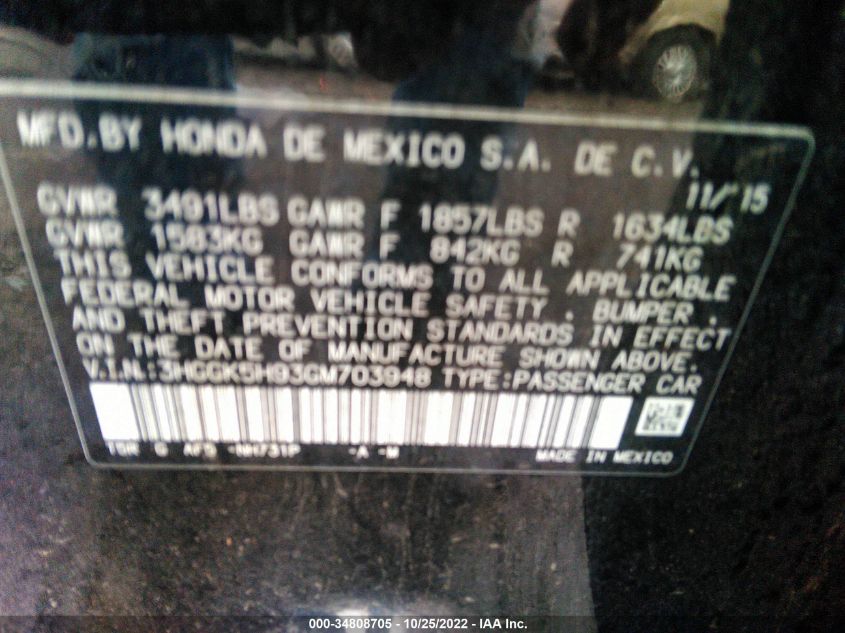 MFD.BY HONDA DE MEXICO S.A. DE C.V.
11/'15
GVWR 3491LBS GAWR F 1857LBS R 1634LBS
GVWR 1583KG GAWR F 842KG R 741KG
THIS VEHICLE CONFORMS TO ALL APPLICABLE
FEDERAL MOTOR VEHICLE SAFETY , BUMPER ,
AND THEFT PREVENTION STANDARDS IN EFFECT
ON THE DATE OF MANUFACTURE SHOWN ABOVE.
V.I.N.:3HGGK5H93GM703948 TYPE:PASSENGER CAR
NH731P -A -M MADE IN MEXICO
000-34808705 - 10/25/2022 - IAA Inc.